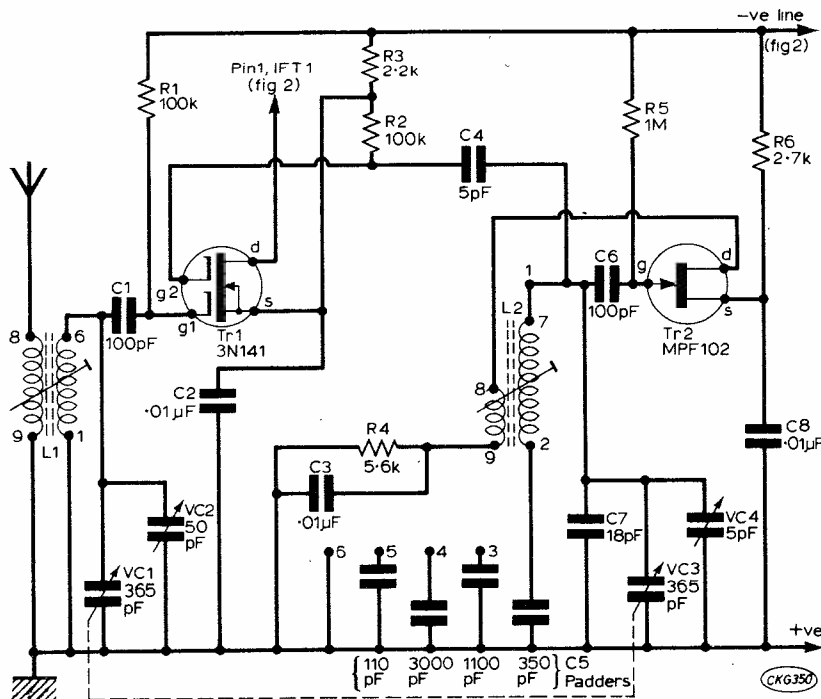 -ve line
(fig 2)
R3
2·2k
Pin1, IFT 1
(fig 2)
R1
100k
R2
100k
C4
5pF
R5
1M
R6
2·7k
d
g2
g1
s
Tr1
3N141
C1
100pF
8
6
9
1
L1
C2
·01µF
1
7
L2
8
9
2
C6
100pF
g
d
s
Tr2
MPF102
R4
5·6k
C3
·01µF
C8
·01µF
VC2
50
pF
VC1
365
pF
6
5
4
3
C7
18pF
VC4
5pF
VC3
365
pF
+ve
{110 pF 3000 pF 1100 pF 350 pF} C5
Padders
CKG350